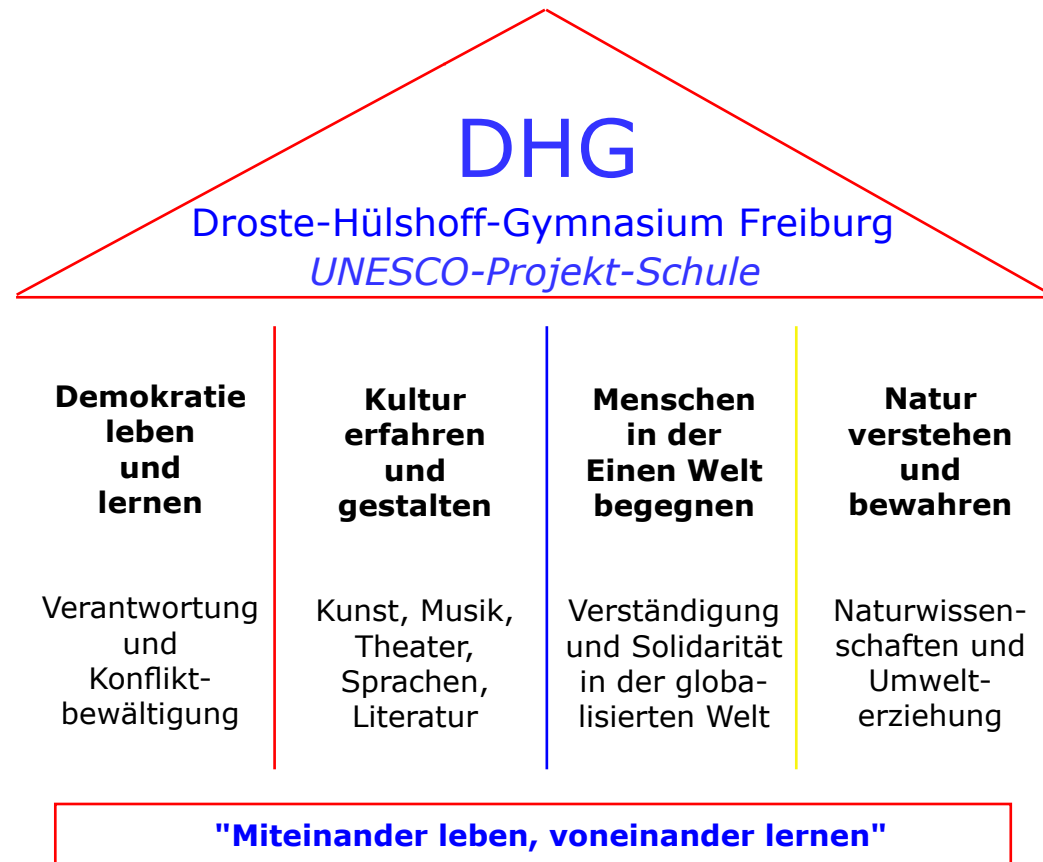 DHG
Droste-Hülshoff-Gymnasium Freiburg
UNESCO-Projekt-Schule
Demokratie
leben
und
lernen
Verantwortung
und
Konflikt-
bewältigung
Kultur
erfahren
und
gestalten
Kunst, Musik,
Theater,
Sprachen,
Literatur
Menschen
in der
Einen Welt
begegnen
Verständigung
und Solidarität
in der globa-
lisierten Welt
Natur
verstehen
und
bewahren
Naturwissen-
schaften und
Umwelt-
erziehung
"Miteinander leben, voneinander lernen"